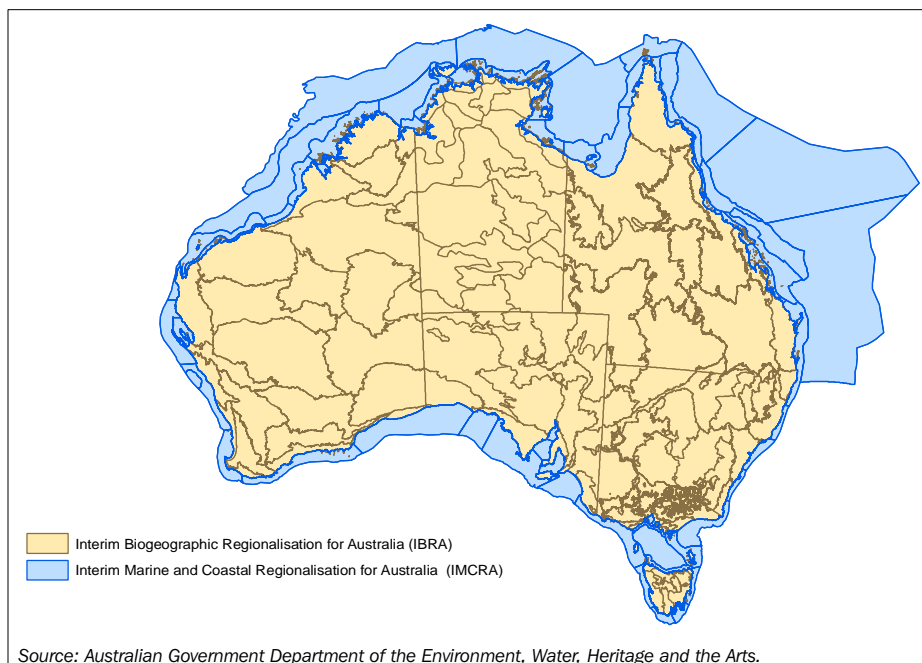 Interim Biogeographic Regionalisation for Australia (IBRA)
Interim Marine and Coastal Regionalisation for Australia (IMCRA)
Source: Australian Government Department of the Environment, Water, Heritage and the Arts.